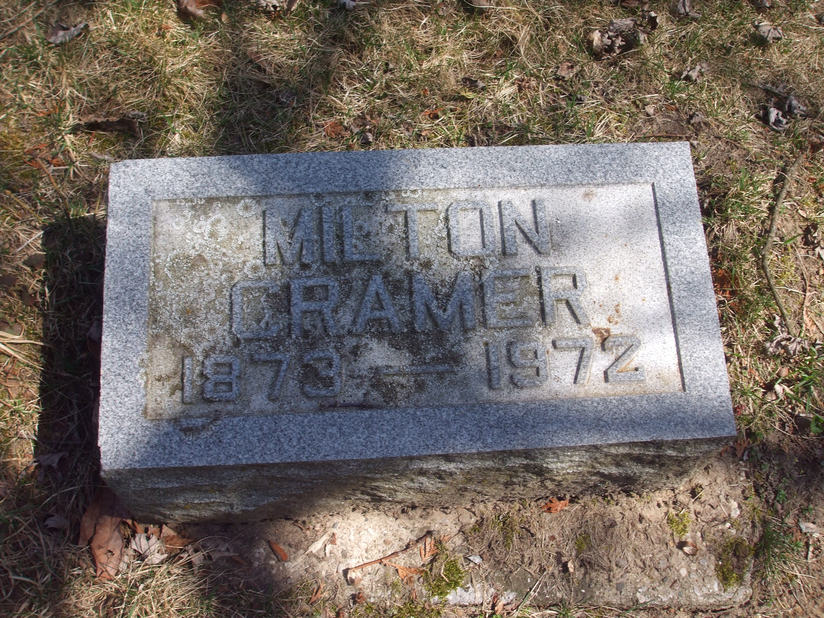 MILTON
CRAMER
1873 — 1972